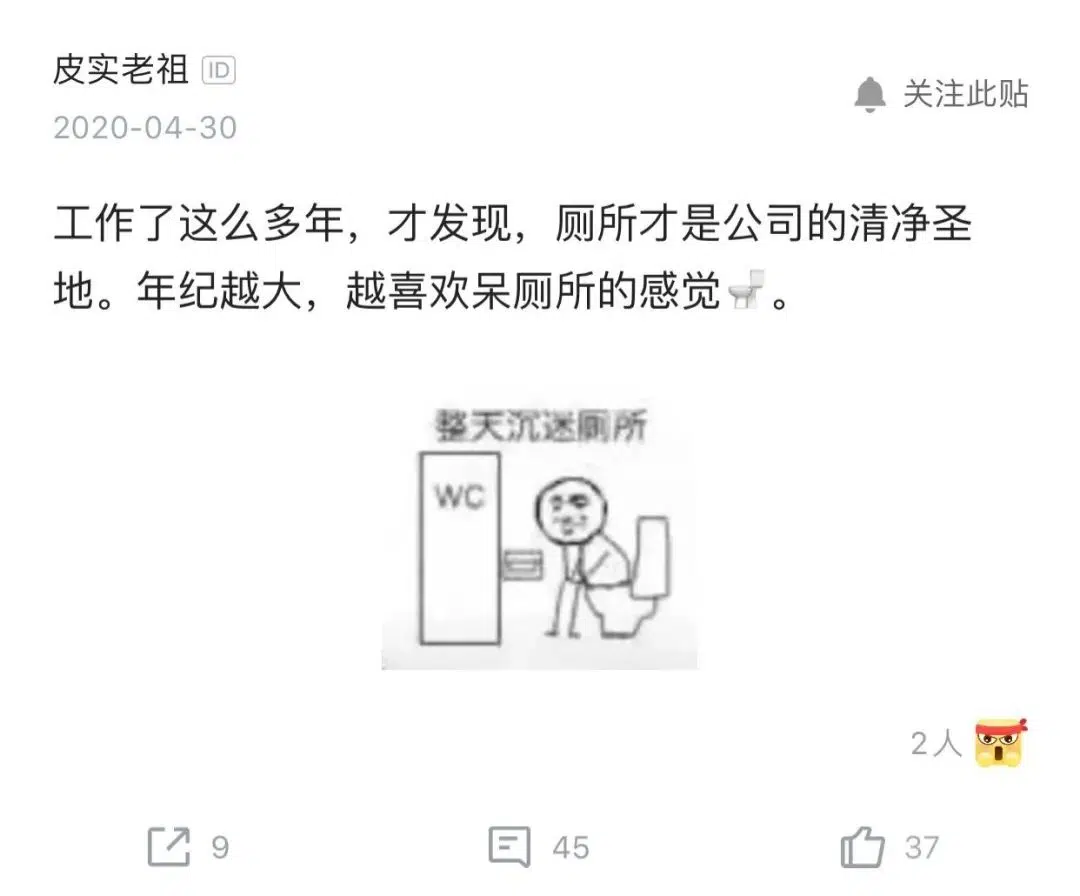 皮实老祖 ID
2020-04-30
关注此贴
工作了这么多年，才发现，厕所才是公司的清净圣
地。年纪越大，越喜欢呆厕所的感觉🚽。
整天沉迷厕所
WC
2人
9
45
37